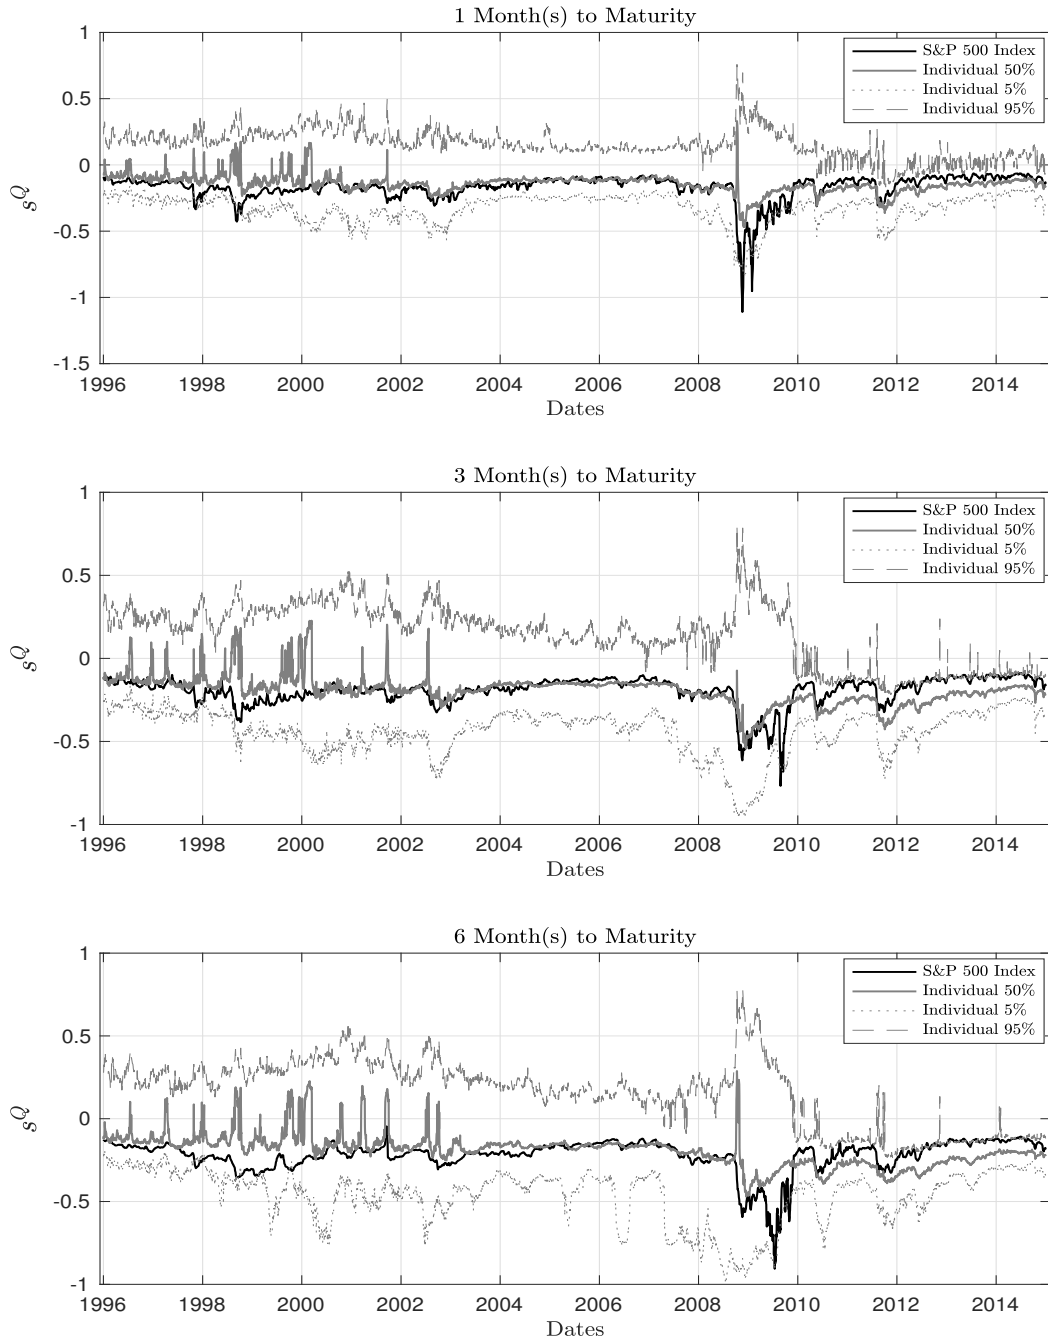 1 Month(s) to Maturity
1
0.5
0
-0.5
-1
-1.5
s^Q
S&P 500 Index
Individual 50%
Individual 5%
Individual 95%
1996 1998 2000 2002 2004 2006 2008 2010 2012 2014
Dates
3 Month(s) to Maturity
1
0.5
0
-0.5
-1
s^Q
S&P 500 Index
Individual 50%
Individual 5%
Individual 95%
1996 1998 2000 2002 2004 2006 2008 2010 2012 2014
Dates
6 Month(s) to Maturity
1
0.5
0
-0.5
-1
s^Q
S&P 500 Index
Individual 50%
Individual 5%
Individual 95%
1996 1998 2000 2002 2004 2006 2008 2010 2012 2014
Dates